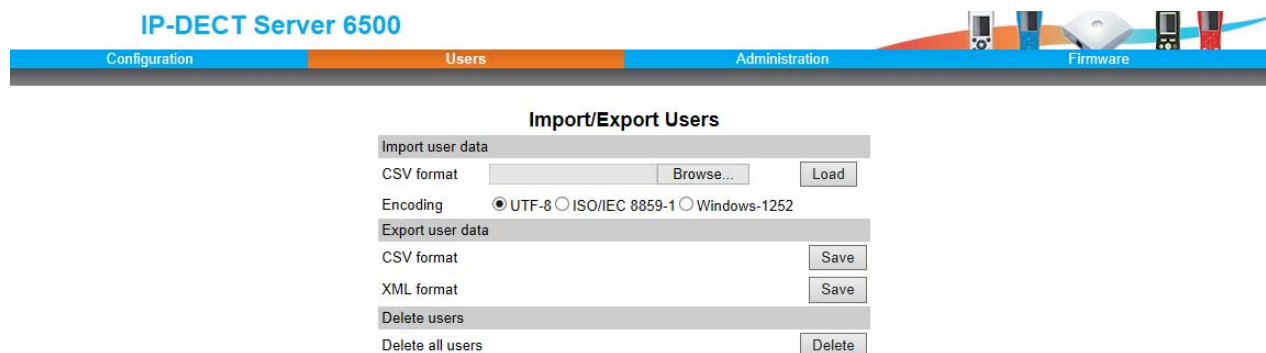 IP-DECT Server 6500
Configuration Users Administration Firmware
Import/Export Users
Import user data
CSV format Browse... Load
Encoding UTF-8 ISO/IEC 8859-1 Windows-1252
Export user data
CSV format Save
XML format Save
Delete users
Delete all users Delete